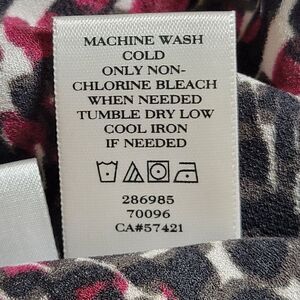 MACHINE WASH
COLD
ONLY NON-
CHLORINE BLEACH
WHEN NEEDED
TUMBLE DRY LOW
COOL IRON
IF NEEDED
286985
70096
CA#57421